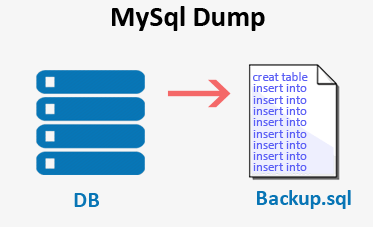 MySql Dump
creat table
insert into
insert into
insert into
insert into
insert into
insert into
insert into
insert into
DB
Backup.sql